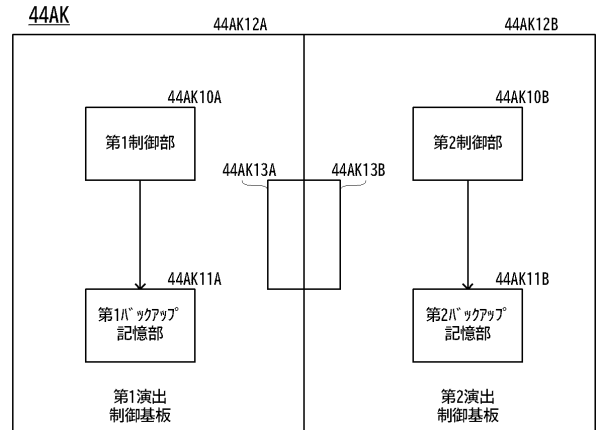 44AK
44AK12A
44AK12B
44AK10A
44AK10B
第1制御部
第2制御部
44AK13A
44AK13B
44AK11A
44AK11B
第1ﾊﾞｯｸｱｯﾌﾟ
記憶部
第2ﾊﾞｯｸｱｯﾌﾟ
記憶部
第1演出
制御基板
第2演出
制御基板